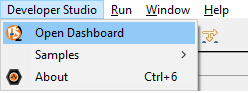 Developer Studio Run Window Help
Open Dashboard
Samples
About Ctrl+6